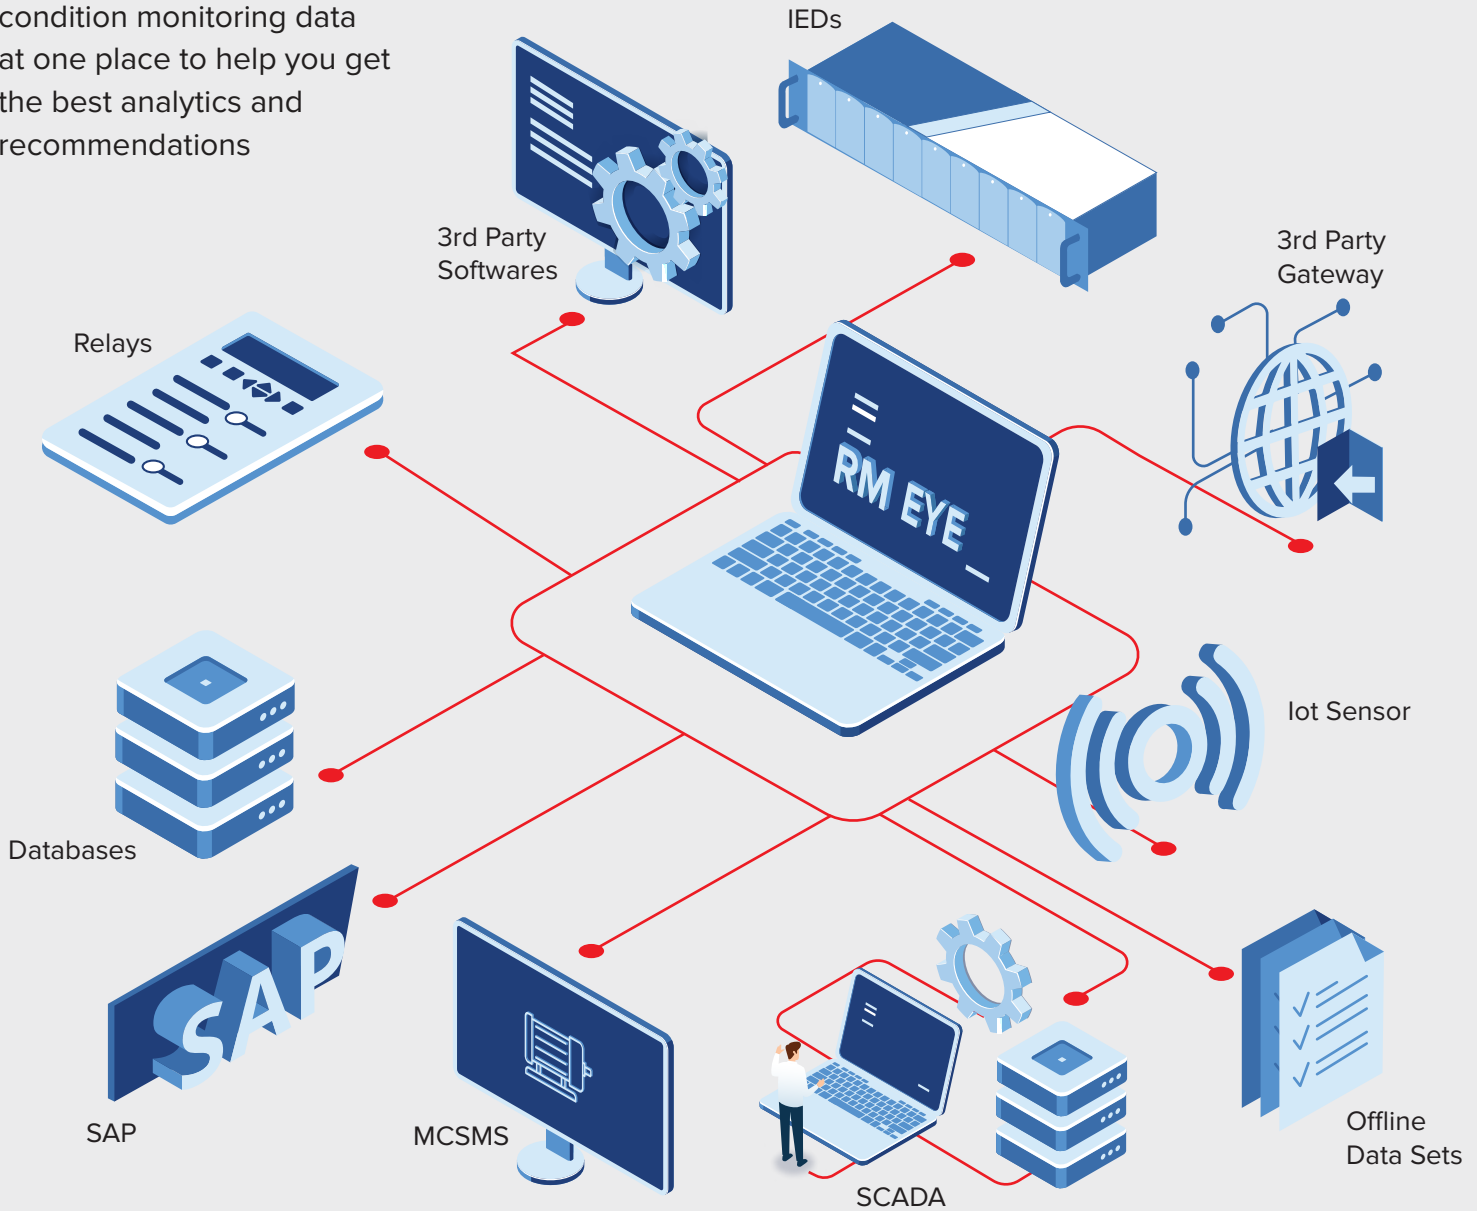 condition monitoring data
at one place to help you get
the best analytics and
recommendations
IEDs
3rd Party
Softwares
3rd Party
Gateway
Relays
RM EYE
Iot Sensor
Databases
SAP
SAP
MCSMS
SCADA
Offline
Data Sets